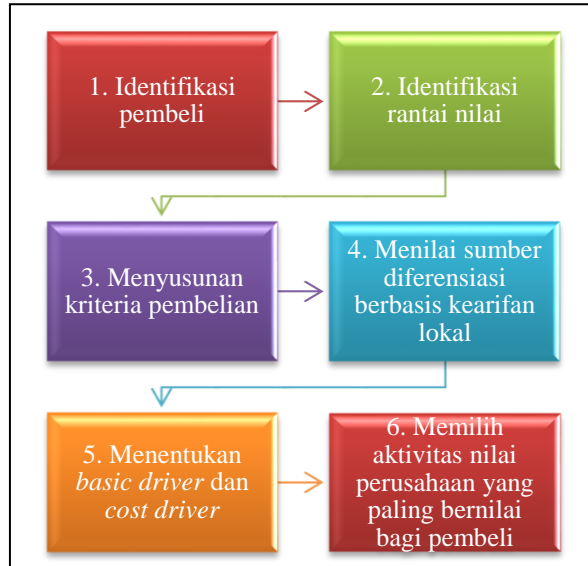 1. Identifikasi
pembeli
2. Identifikasi
rantai nilai
3. Menyusunan
kriteria pembelian
4. Menilai sumber
diferensiasi
berbasis kearifan
lokal
5. Menentukan
basic driver dan
cost driver
6. Memilih
aktivitas nilai
perusahaan yang
paling bernilai
bagi pembeli